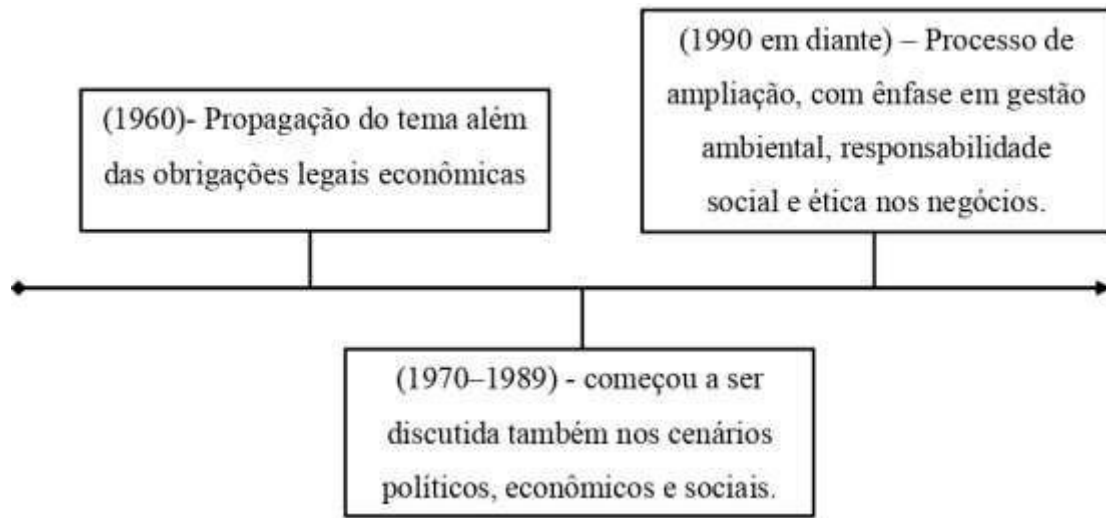 (1960)- Propagação do tema além
das obrigações legais econômicas
(1970–1989) - começou a ser
discutida também nos cenários
políticos, econômicos e sociais.
(1990 em diante) – Processo de
ampliação, com ênfase em gestão
ambiental, responsabilidade
social e ética nos negócios.